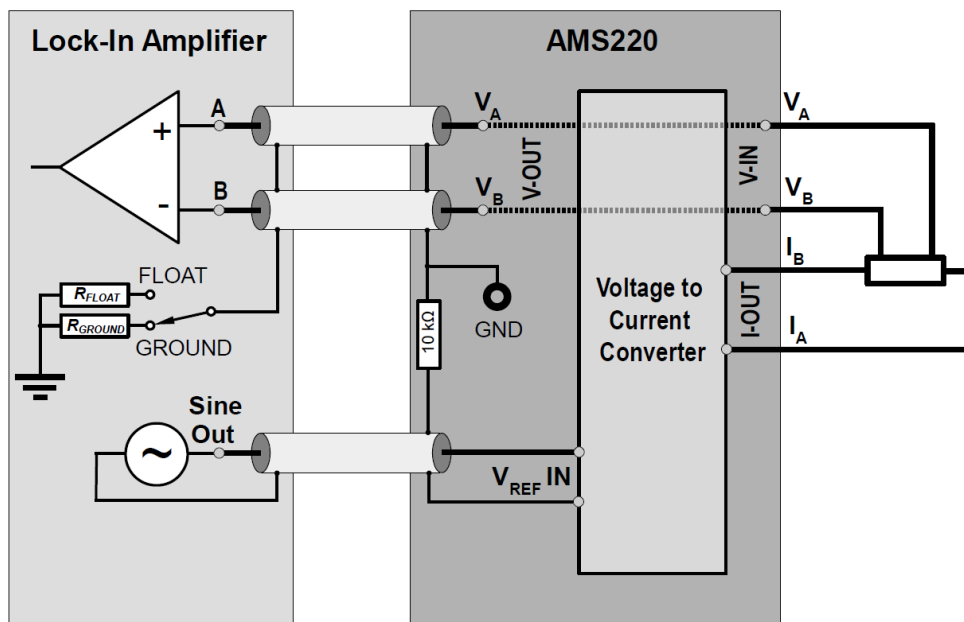 Lock-In Amplifier
AMS220
A
B
+
-
V_A
V_B
V-OUT
V-IN
V_A
V_B
I_B
I_A
I-OUT
Voltage to
Current
Converter
FLOAT
R_FLOAT
R_GROUND
GROUND
10 kΩ
GND
Sine
Out
~
V_REF IN